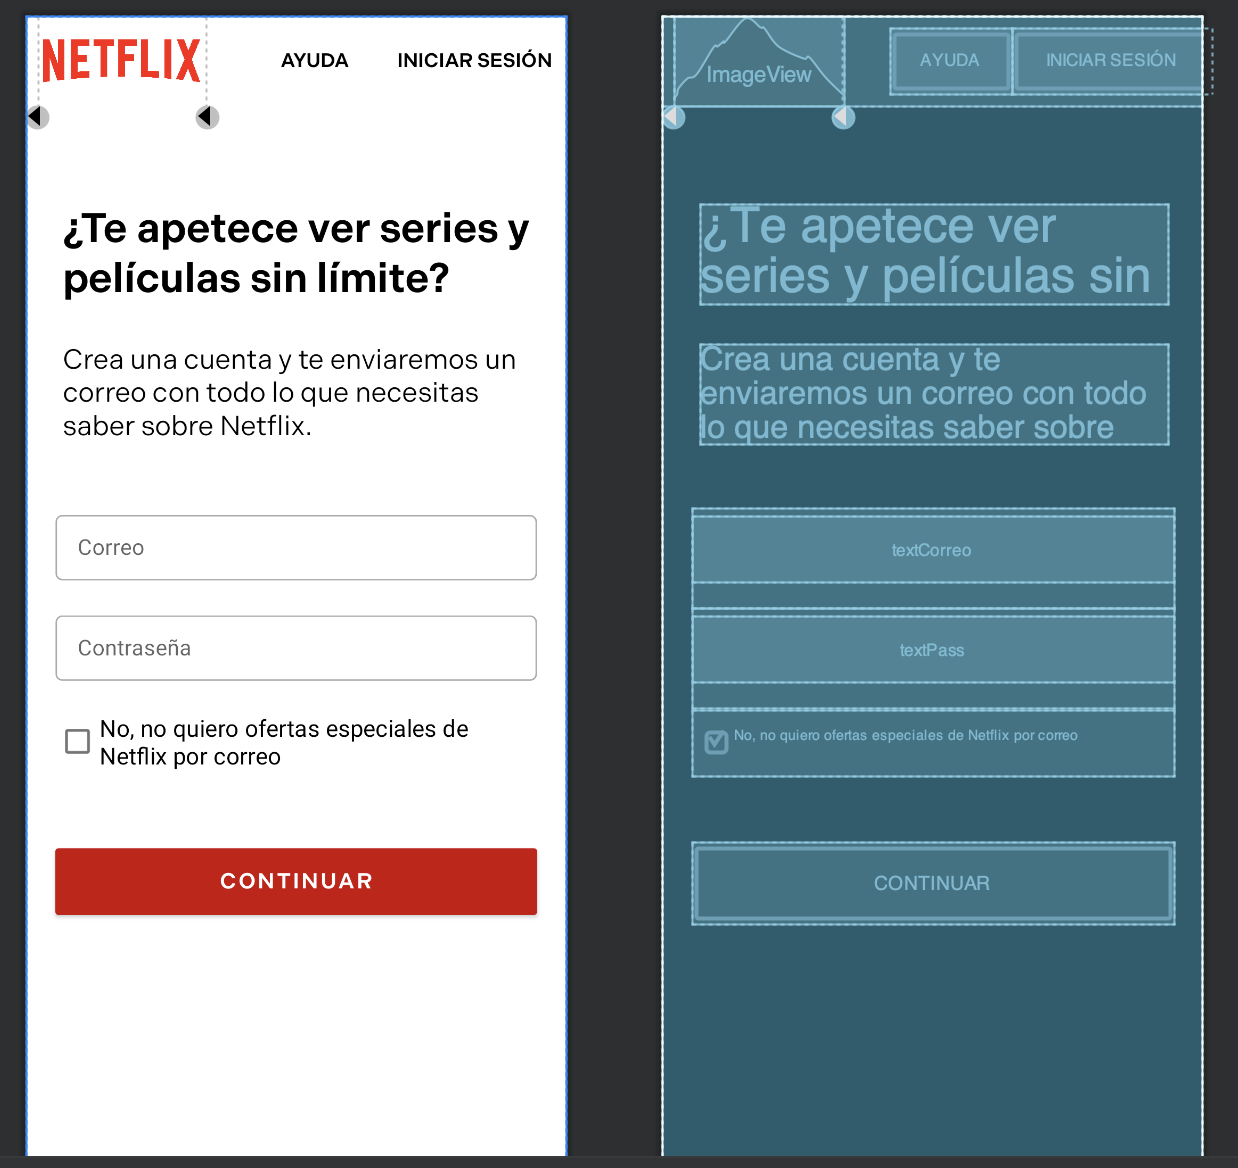 NETFLIX
AYUDA
INICIAR SESIÓN
¿Te apetece ver series y
películas sin límite?
Crea una cuenta y te enviaremos un
correo con todo lo que necesitas
saber sobre Netflix.
Correo
Contraseña
No, no quiero ofertas especiales de
Netflix por correo
CONTINUAR
ImageView
AYUDA
INICIAR SESIÓN
¿Te apetece ver
series y películas sin
Crea una cuenta y te
enviaremos un correo con todo
lo que necesitas saber sobre
textCorreo
textPass
No, no quiero ofertas especiales de Netflix por correo
CONTINUAR